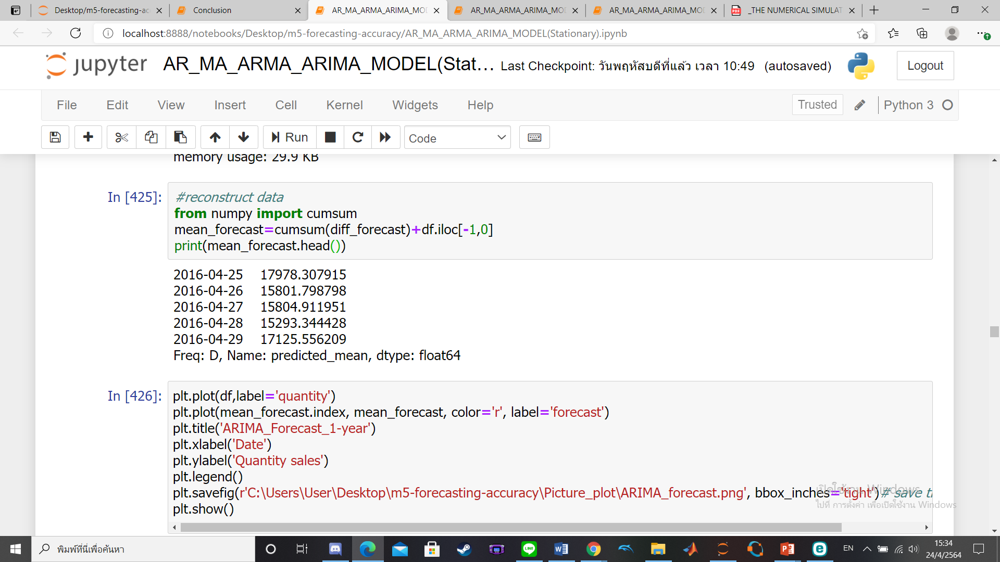 Desktop/m5-forecasting-ac
Conclusion
AR_MA_ARMA_ARIMA_MOD
AR_MA_ARMA_ARIMA_MOD
AR_MA_ARMA_ARIMA_MOD
PDF
_THE NUMERICAL SIMULAT
localhost:8888/notebooks/Desktop/m5-forecasting-accuracy/AR_MA_ARMA_ARIMA_MODEL(Stationary).ipynb
jupyter
AR_MA_ARMA_ARIMA_MODEL(Stat...
Last Checkpoint: วันพฤหัสบดีที่แล้ว เวลา 10:49 (autosaved)
Logout
File Edit View Insert Cell Kernel Widgets Help
Trusted
Python 3
Run
Code
memory usage: 29.9 KB
In [425]:
#reconstruct data
from numpy import cumsum
mean_forecast=cumsum(diff_forecast)+df.iloc[-1,0]
print(mean_forecast.head())
2016-04-25 17978.307915
2016-04-26 15801.798798
2016-04-27 15804.911951
2016-04-28 15293.344428
2016-04-29 17125.556209
Freq: D, Name: predicted_mean, dtype: float64
In [426]:
plt.plot(df,label='quantity')
plt.plot(mean_forecast.index, mean_forecast, color='r', label='forecast')
plt.title('ARIMA_Forecast_1-year')
plt.xlabel('Date')
plt.ylabel('Quantity sales')
plt.legend()
plt.savefig(r'C:\Users\User\Desktop\m5-forecasting-accuracy\Picture_plot\ARIMA_forecast.png', bbox_inches='tight')# save t
plt.show()
เปิดใช้งาน Windows
ไปที่ การตั้งค่า เพื่อเปิดใช้งาน Windows
พิมพ์ที่นี่เพื่อค้นหา
LINE
EN
15:34
24/4/2564